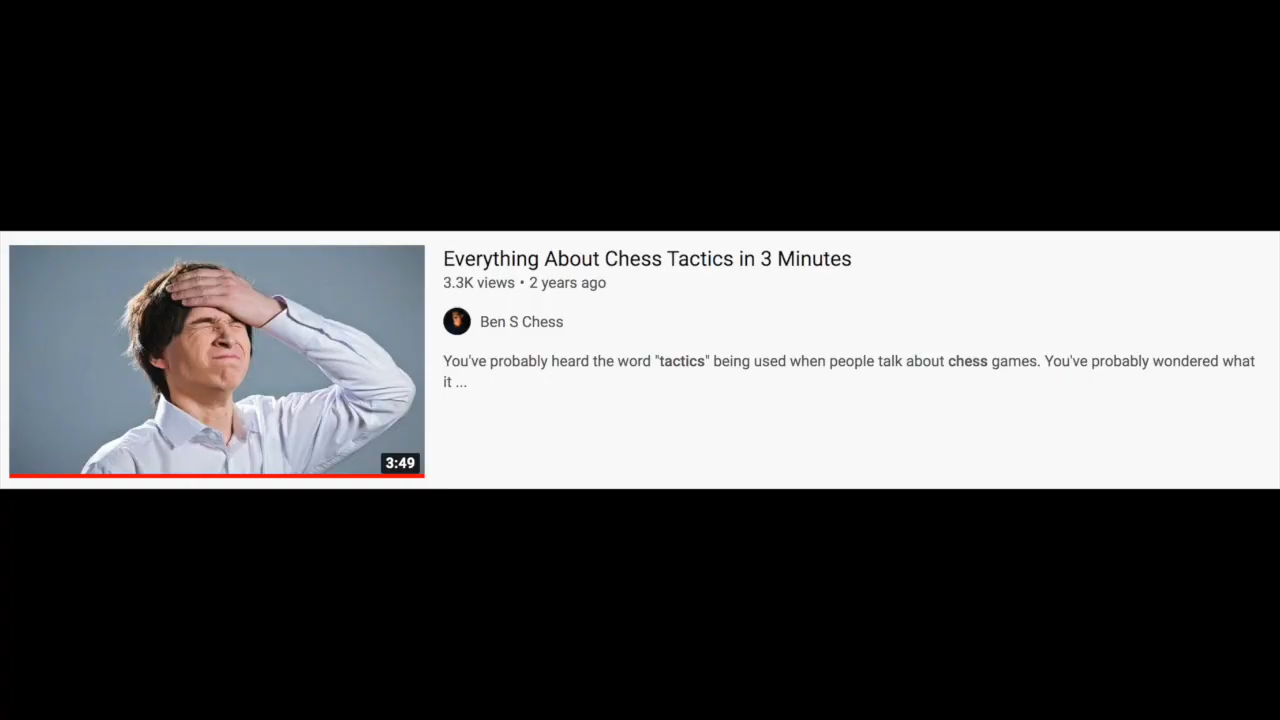 Everything About Chess Tactics in 3 Minutes
3.3K views • 2 years ago
Ben S Chess
You've probably heard the word "tactics" being used when people talk about chess games. You've probably wondered what
it ...
3:49